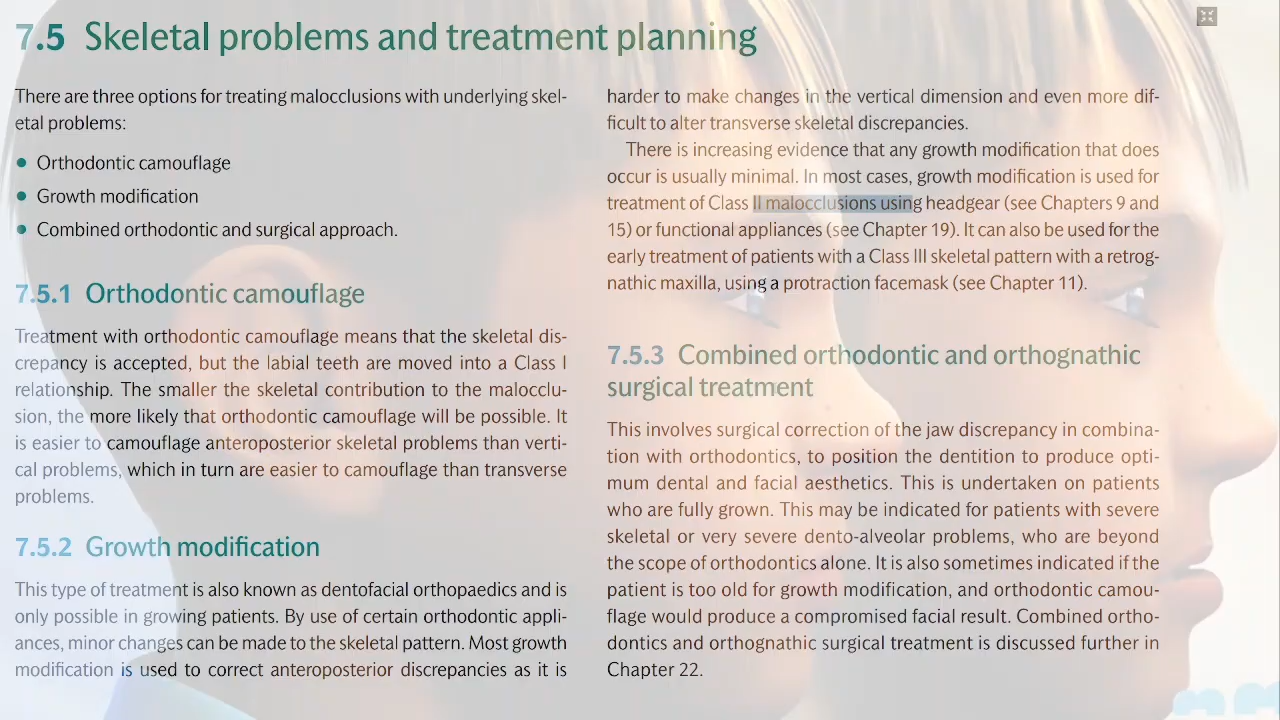 7.5 Skeletal problems and treatment planning
There are three options for treating malocclusions with underlying skel-
etal problems:
• Orthodontic camouflage
• Growth modification
• Combined orthodontic and surgical approach.
7.5.1 Orthodontic camouflage
Treatment with orthodontic camouflage means that the skeletal dis-
crepancy is accepted, but the labial teeth are moved into a Class I
relationship. The smaller the skeletal contribution to the malocclu-
sion, the more likely that orthodontic camouflage will be possible. It
is easier to camouflage anteroposterior skeletal problems than verti-
cal problems, which in turn are easier to camouflage than transverse
problems.
7.5.2 Growth modification
This type of treatment is also known as dentofacial orthopaedics and is
only possible in growing patients. By use of certain orthodontic appli-
ances, minor changes can be made to the skeletal pattern. Most growth
modification is used to correct anteroposterior discrepancies as it is
harder to make changes in the vertical dimension and even more dif-
ficult to alter transverse skeletal discrepancies.
There is increasing evidence that any growth modification that does
occur is usually minimal. In most cases, growth modification is used for
treatment of Class II malocclusions using headgear (see Chapters 9 and
15) or functional appliances (see Chapter 19). It can also be used for the
early treatment of patients with a Class III skeletal pattern with a retrog-
nathic maxilla, using a protraction facemask (see Chapter 11).
7.5.3 Combined orthodontic and orthognathic
surgical treatment
This involves surgical correction of the jaw discrepancy in combina-
tion with orthodontics, to position the dentition to produce opti-
mum dental and facial aesthetics. This is undertaken on patients
who are fully grown. This may be indicated for patients with severe
skeletal or very severe dento-alveolar problems, who are beyond
the scope of orthodontics alone. It is also sometimes indicated if the
patient is too old for growth modification, and orthodontic camou-
flage would produce a compromised facial result. Combined ortho-
dontics and orthognathic surgical treatment is discussed further in
Chapter 22.